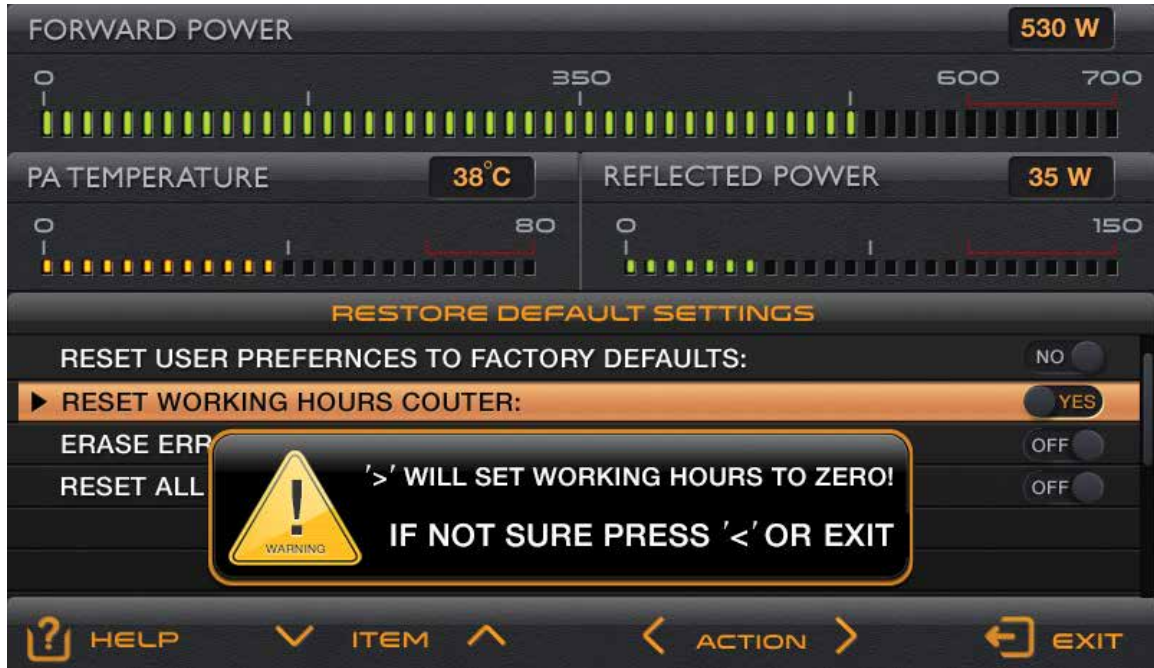 FORWARD POWER 530 W
0 350 600 700
PA TEMPERATURE 38°C REFLECTED POWER 35 W
0 80 0 150
RESTORE DEFAULT SETTINGS
RESET USER PREFERNCES TO FACTORY DEFAULTS: NO
RESET WORKING HOURS COUTER: YES
ERASE ERR OFF
RESET ALL OFF
'>' WILL SET WORKING HOURS TO ZERO!
IF NOT SURE PRESS '<' OR EXIT
WARNING
? HELP ITEM < ACTION > EXIT